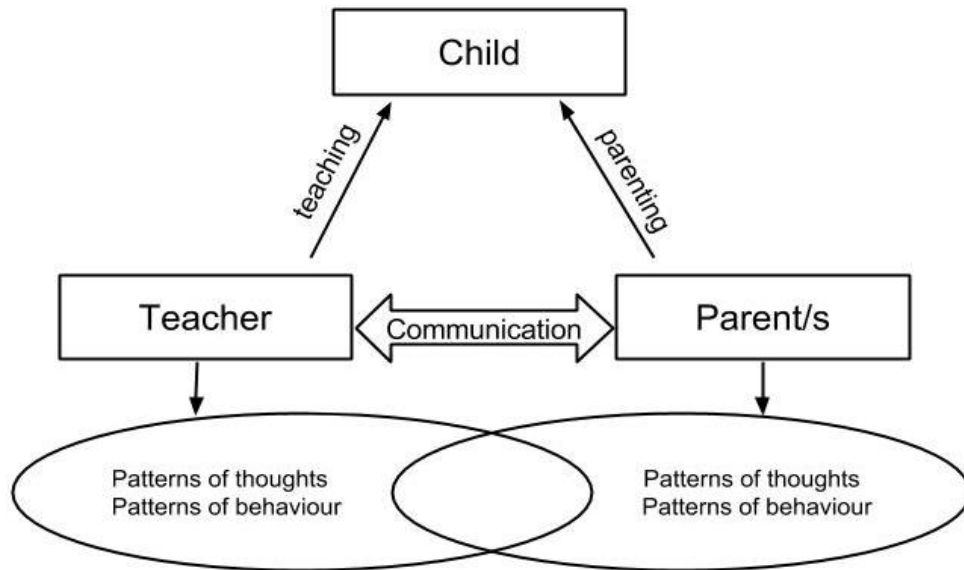 Child
teaching
parenting
Teacher
Communication
Parent/s
Patterns of thoughts
Patterns of behaviour
Patterns of thoughts
Patterns of behaviour